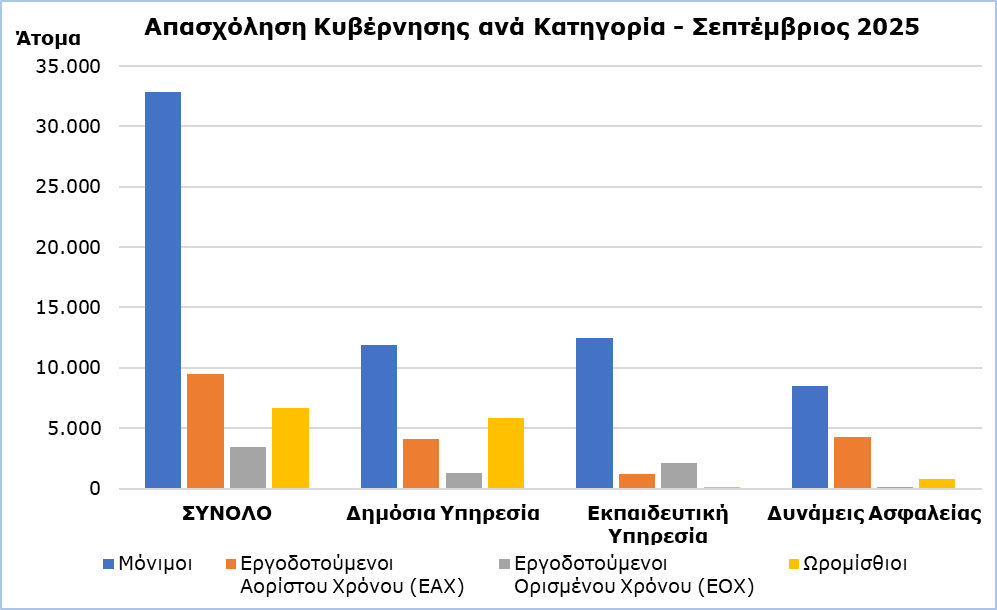 Απασχόληση Κυβέρνησης ανά Κατηγορία - Σεπτέμβριος 2025
Άτομα
35.000
30.000
25.000
20.000
15.000
10.000
5.000
0
ΣΥΝΟΛΟ
Δημόσια Υπηρεσία
Εκπαιδευτική
Υπηρεσία
Δυνάμεις Ασφαλείας
Μόνιμοι
Εργοδοτούμενοι
Αορίστου Χρόνου (ΕΑΧ)
Εργοδοτούμενοι
Ορισμένου Χρόνου (ΕΟΧ)
Ωρομίσθιοι